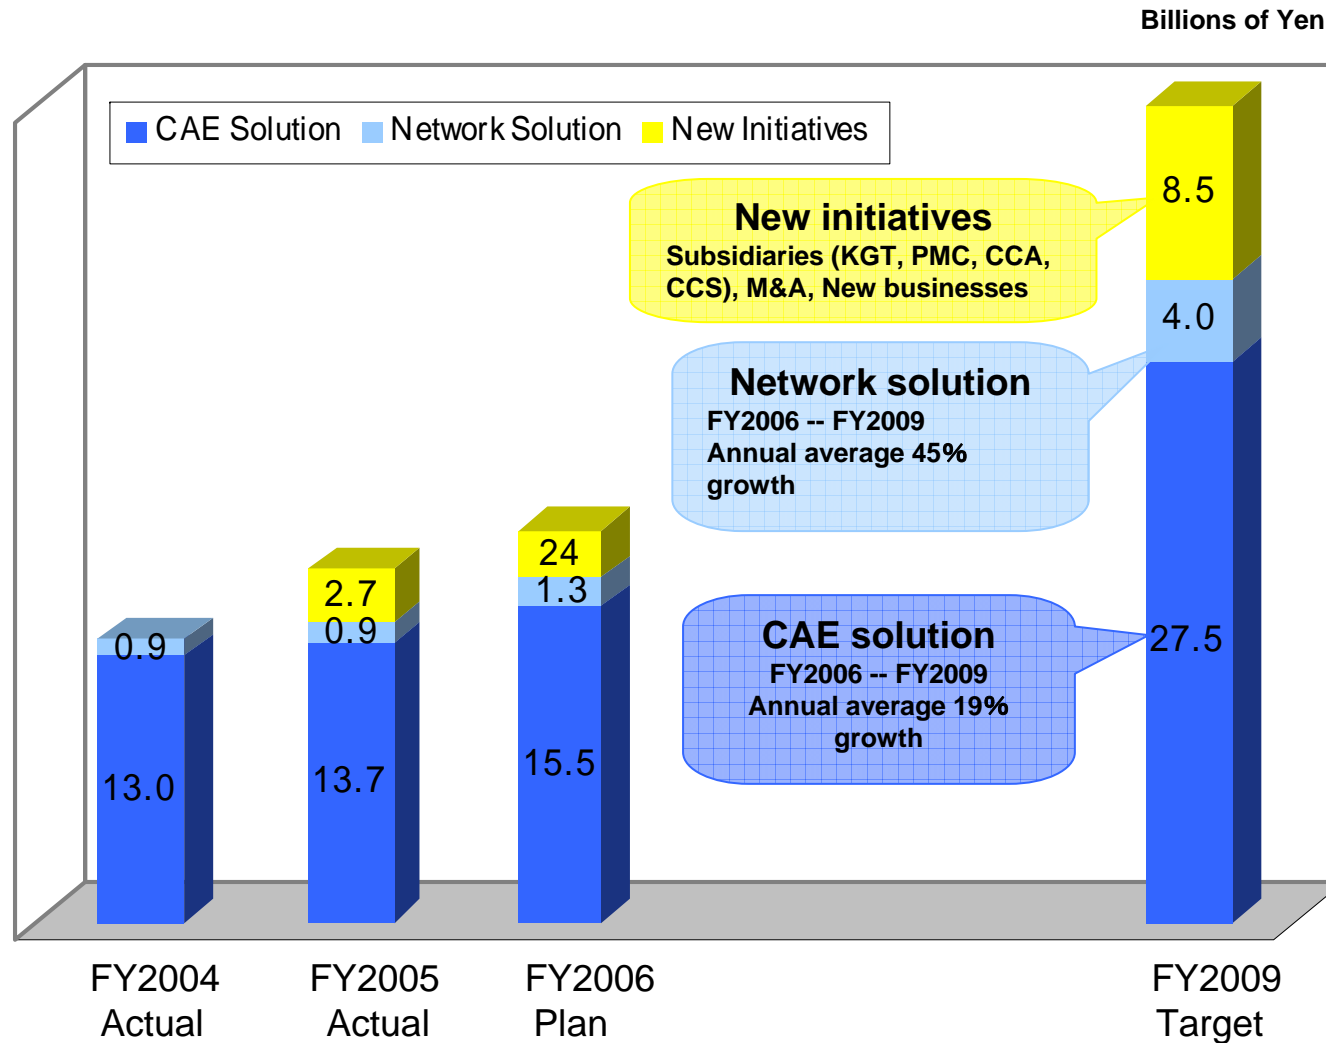 Billions of Yen
CAE Solution Network Solution New Initiatives
New initiatives
Subsidiaries (KGT, PMC, CCA,
CCS), M&A, New businesses
8.5
4.0
Network solution
FY2006 -- FY2009
Annual average 45%
growth
24
1.3
2.7
0.9
0.9
CAE solution
FY2006 -- FY2009
Annual average 19%
growth
27.5
13.0
13.7
15.5
FY2004
Actual
FY2005
Actual
FY2006
Plan
FY2009
Target